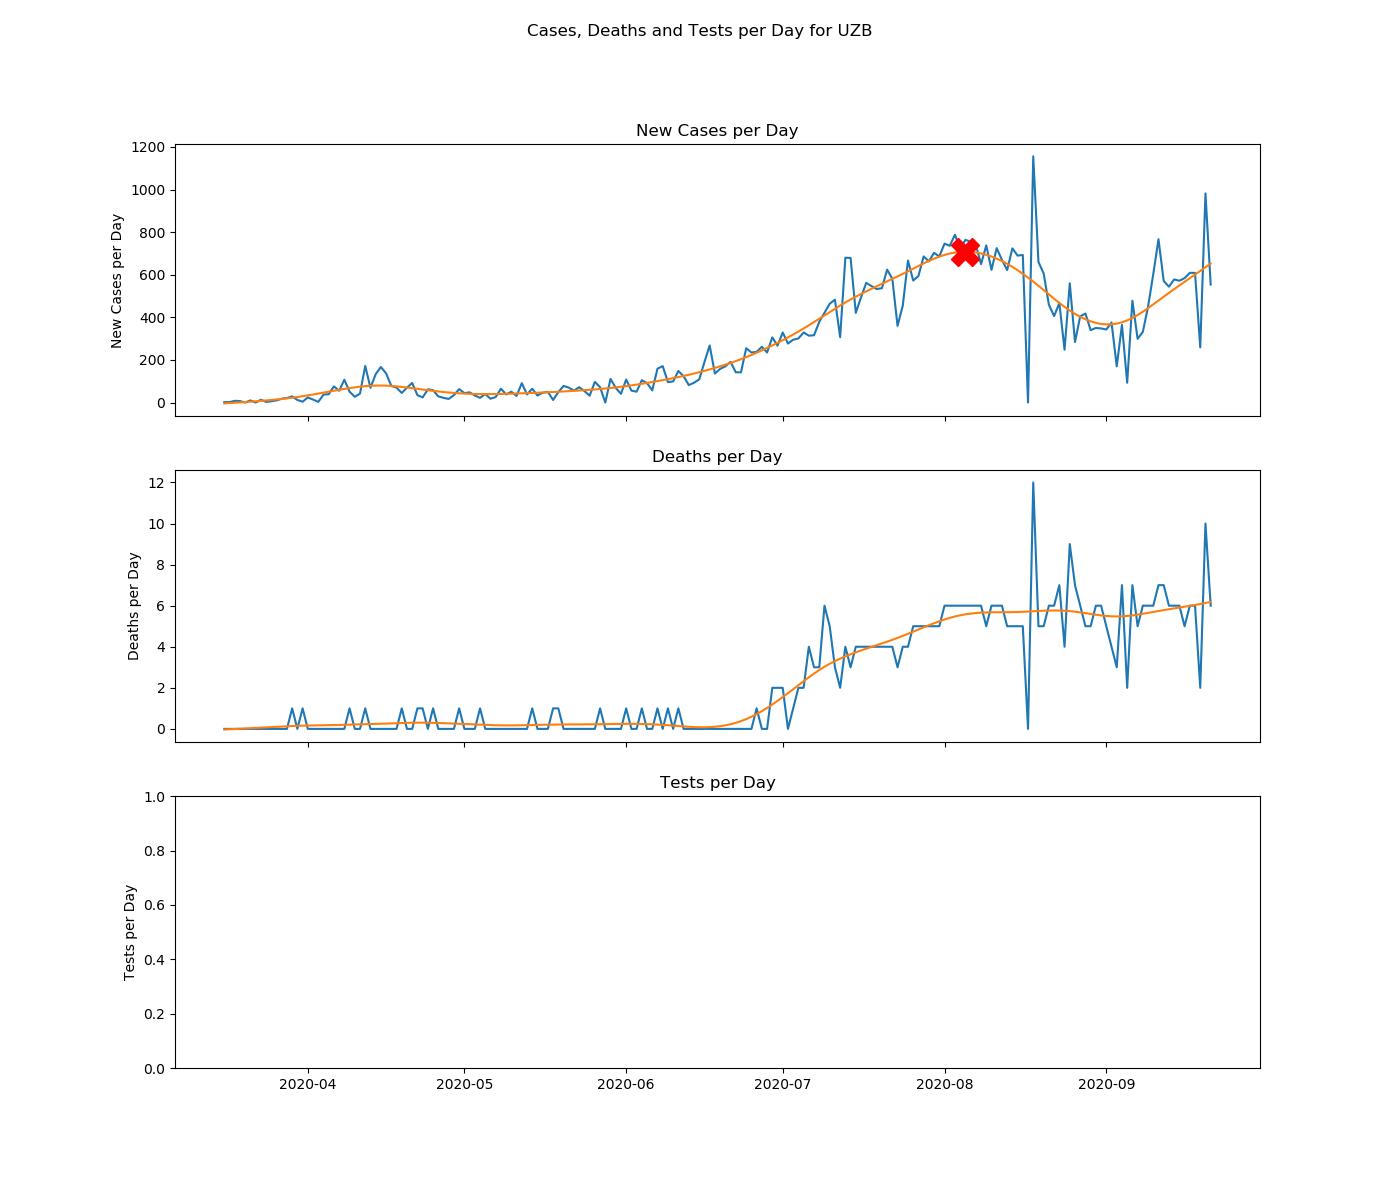 Cases, Deaths and Tests per Day for UZB
New Cases per Day
New Cases per Day
1200
1000
800
600
400
200
0
Deaths per Day
Deaths per Day
12
10
8
6
4
2
0
Tests per Day
Tests per Day
1.0
0.8
0.6
0.4
0.2
0.0
2020-04 2020-05 2020-06 2020-07 2020-08 2020-09